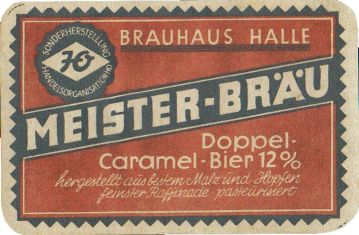 SONDERHERSTELLUNG
HO
HANDELSORGANISATION HO
BRAUHAUS HALLE
MEISTER-BRÄU
Doppel-
Caramel-Bier 12%
hergestellt aus bestem Malz und Hopfen
feinster Raffinade - pasteurisiert